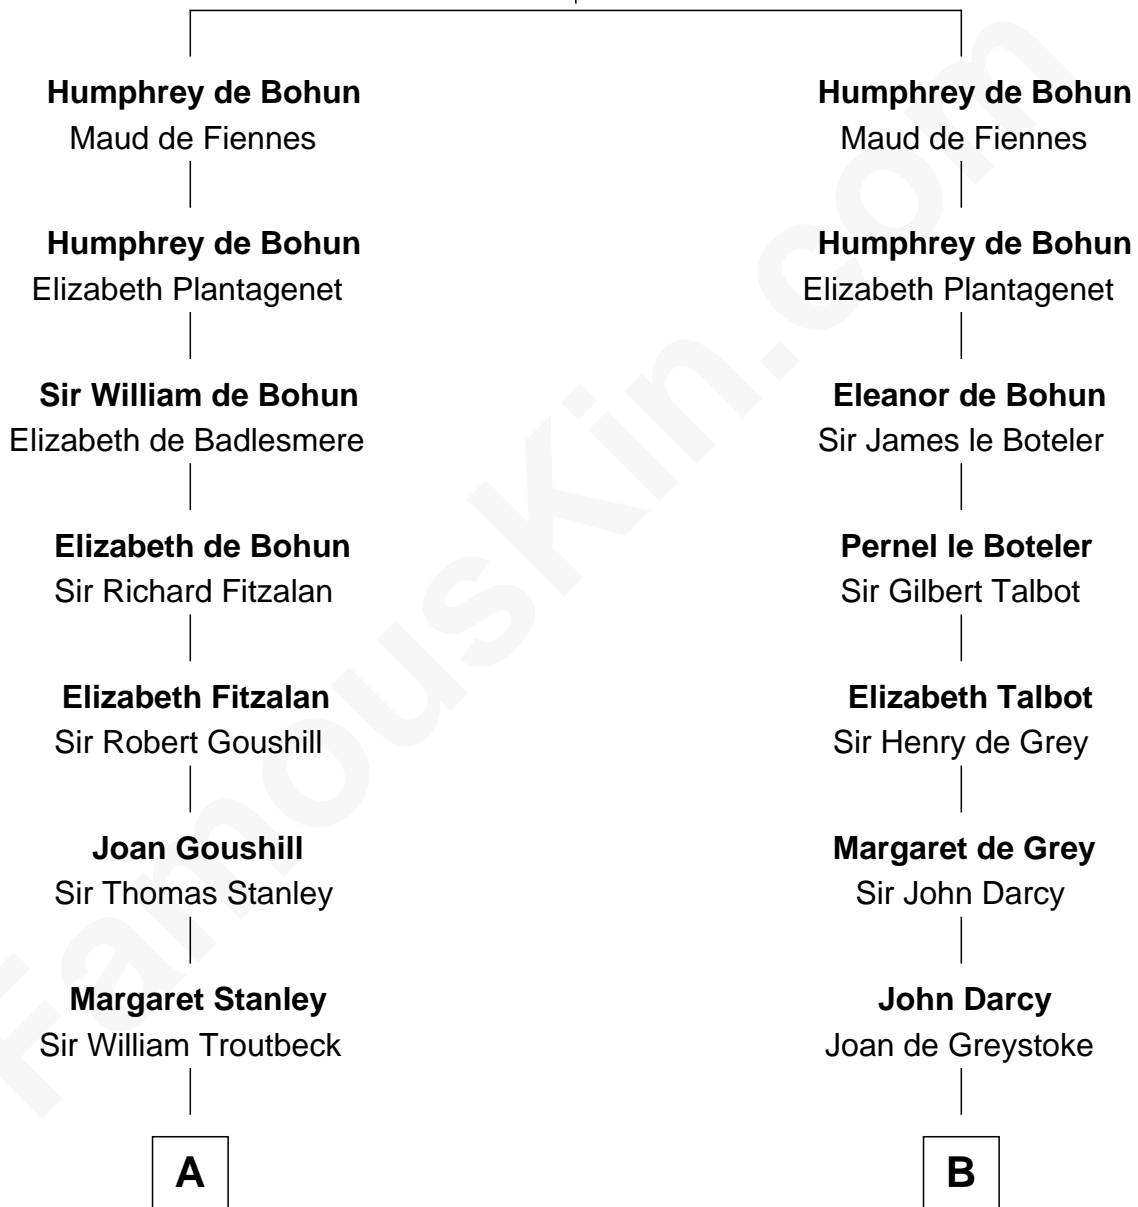 Humphrey de Bohun
Maud de Fiennes
Humphrey de Bohun
Elizabeth Plantagenet
Sir William de Bohun
Elizabeth de Badlesmere
Elizabeth de Bohun
Sir Richard Fitzalan
Elizabeth Fitzalan
Sir Robert Goushill
Joan Goushill
Sir Thomas Stanley
Margaret Stanley
Sir William Troutbeck
A
Humphrey de Bohun
Maud de Fiennes
Humphrey de Bohun
Elizabeth Plantagenet
Eleanor de Bohun
Sir James le Boteler
Pernel le Boteler
Sir Gilbert Talbot
Elizabeth Talbot
Sir Henry de Grey
Margaret de Grey
Sir John Darcy
John Darcy
Joan de Greystoke
B
FamousKin.com